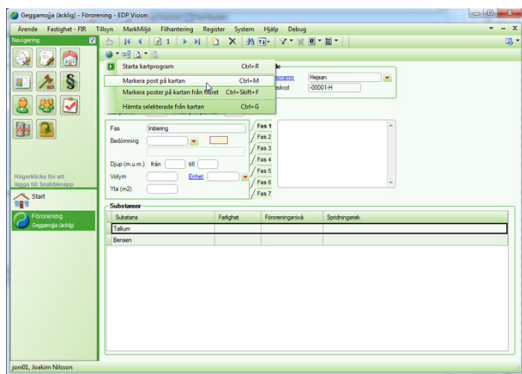 Geggamojja (äcklig) - Förorening - EDP Vision
Ärende Fastighet - FIR Tillsyn MarkMiljö Filhantering Register System Hjälp Debug
Navigering
1
Starta kartprogram Ctrl+R
Markera post på kartan Ctrl+M
Markera poster på kartan från filtret Ctrl+Skift+F
Hämta selekterade från kartan Ctrl+G
Hejsan
-00001-H
Fas Initiering
Bedömning
Djup (m.u.m.) från till
Volym Enhet
Yta (m2)
Fas 1
Fas 2
Fas 3
Fas 4
Fas 5
Fas 6
Fas 7
Högerklicka för att
lägga till Snabbknapp
Start
Förorening
Geggamojja (äcklig)
Substanser
Substans Farlighet Föroreningsnivå Spridningsrisk
Tallium
Bensen
joni01, Joakim Nilsson